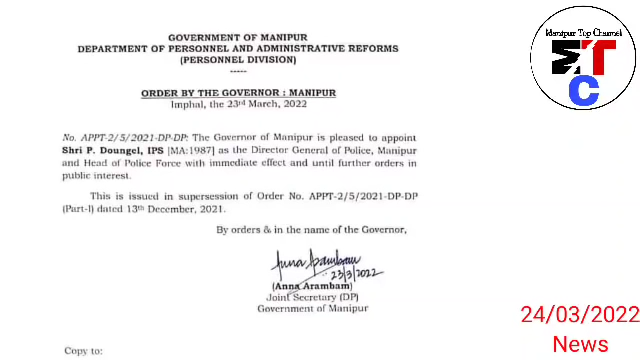 GOVERNMENT OF MANIPUR
DEPARTMENT OF PERSONNEL AND ADMINISTRATIVE REFORMS
(PERSONNEL DIVISION)
-----
ORDER BY THE GOVERNOR : MANIPUR
Imphal, the 23rd March, 2022
No. APPT-2/5/2021-DP-DP: The Governor of Manipur is pleased to appoint
Shri P. Doungel, IPS [MA:1987] as the Director General of Police, Manipur
and Head of Police Force with immediate effect and until further orders in
public interest.
This is issued in supersession of Order No. APPT-2/5/2021-DP-DP
(Part-I) dated 13th December, 2021.
By orders & in the name of the Governor,
Anna Arambam
23/3/2022
(Anna Arambam)
Joint Secretary (DP)
Government of Manipur
Copy to:
Manipur Top Channel
MTC
24/03/2022
News